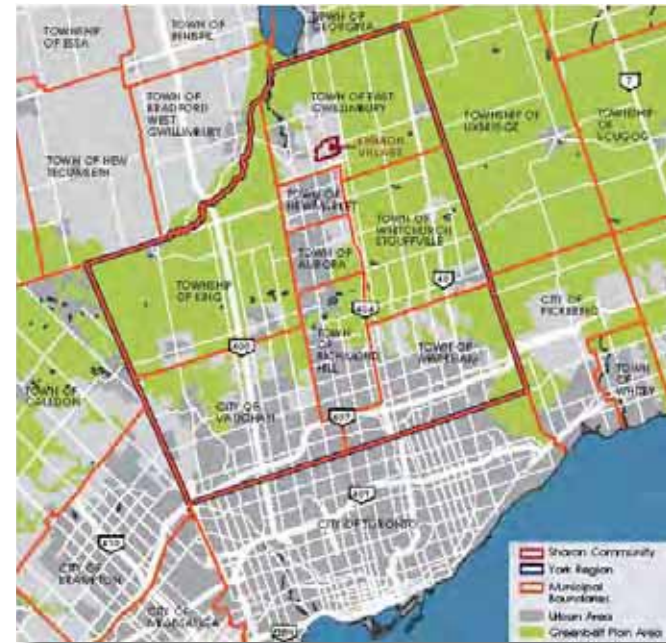 TOWNSHIP
OF ESSA
TOWN OF
INNISFIL
TOWN OF
GEORGINA
TOWN OF
BRADFORD
WEST
GWILLIMBURY
TOWN OF EAST
GWILLIMBURY
TOWNSHIP OF
UXBRIDGE
7
TOWNSHIP
OF
SCUGOG
SHARON
VILLAGE
TOWN OF NEW
TECUMSETH
TOWN OF
NEWMARKET
TOWN OF
WHITCHURCH
STOUFFVILLE
TOWN OF
AURORA
TOWNSHIP
OF KING
404
CITY OF
PICKERING
400
TOWN
OF
RICHMOND
HILL
TOWN OF
MARKHAM
TOWN OF
CALEDON
CITY OF
VAUGHAN
407
TOWN
OF
WHITBY
401
CITY OF TORONTO
410
CITY OF
BRAMPTON
CITY OF
MISSISSAUGA
Sharon Community
York Region
Municipal
Boundaries
Urban Area
Greenbelt Plan Area